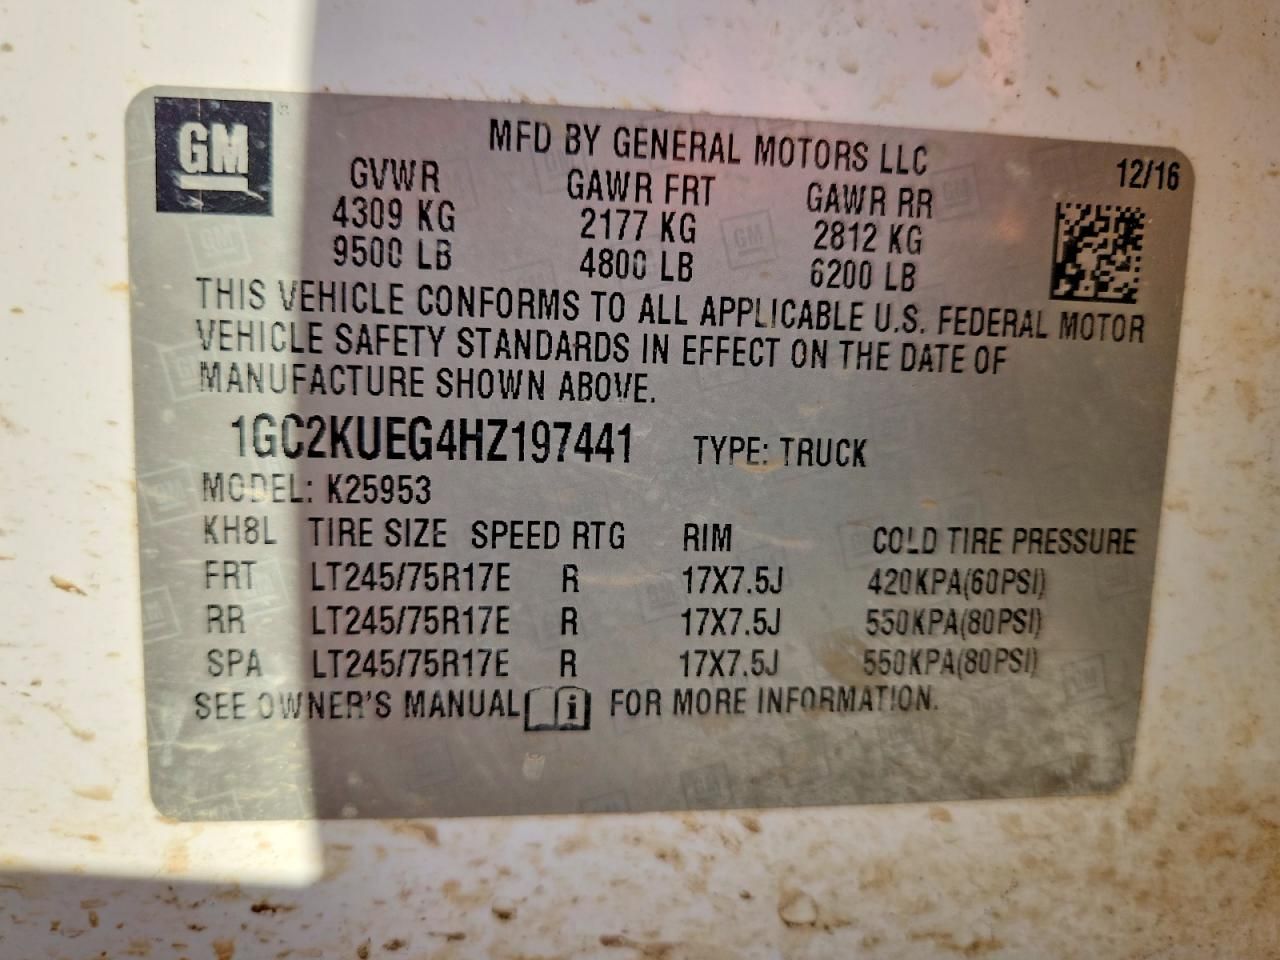 GM
MFD BY GENERAL MOTORS LLC
12/16
GVWR GAWR FRT GAWR RR
4309 KG 2177 KG 2812 KG
9500 LB 4800 LB 6200 LB
THIS VEHICLE CONFORMS TO ALL APPLICABLE U.S. FEDERAL MOTOR
VEHICLE SAFETY STANDARDS IN EFFECT ON THE DATE OF
MANUFACTURE SHOWN ABOVE.
1GC2KUEG4HZ197441 TYPE: TRUCK
MODEL: K25953
KH8L TIRE SIZE SPEED RTG RIM COLD TIRE PRESSURE
FRT LT245/75R17E R 17X7.5J 420KPA(60PSI)
RR LT245/75R17E R 17X7.5J 550KPA(80PSI)
SPA LT245/75R17E R 17X7.5J 550KPA(80PSI)
SEE OWNER'S MANUAL i FOR MORE INFORMATION.